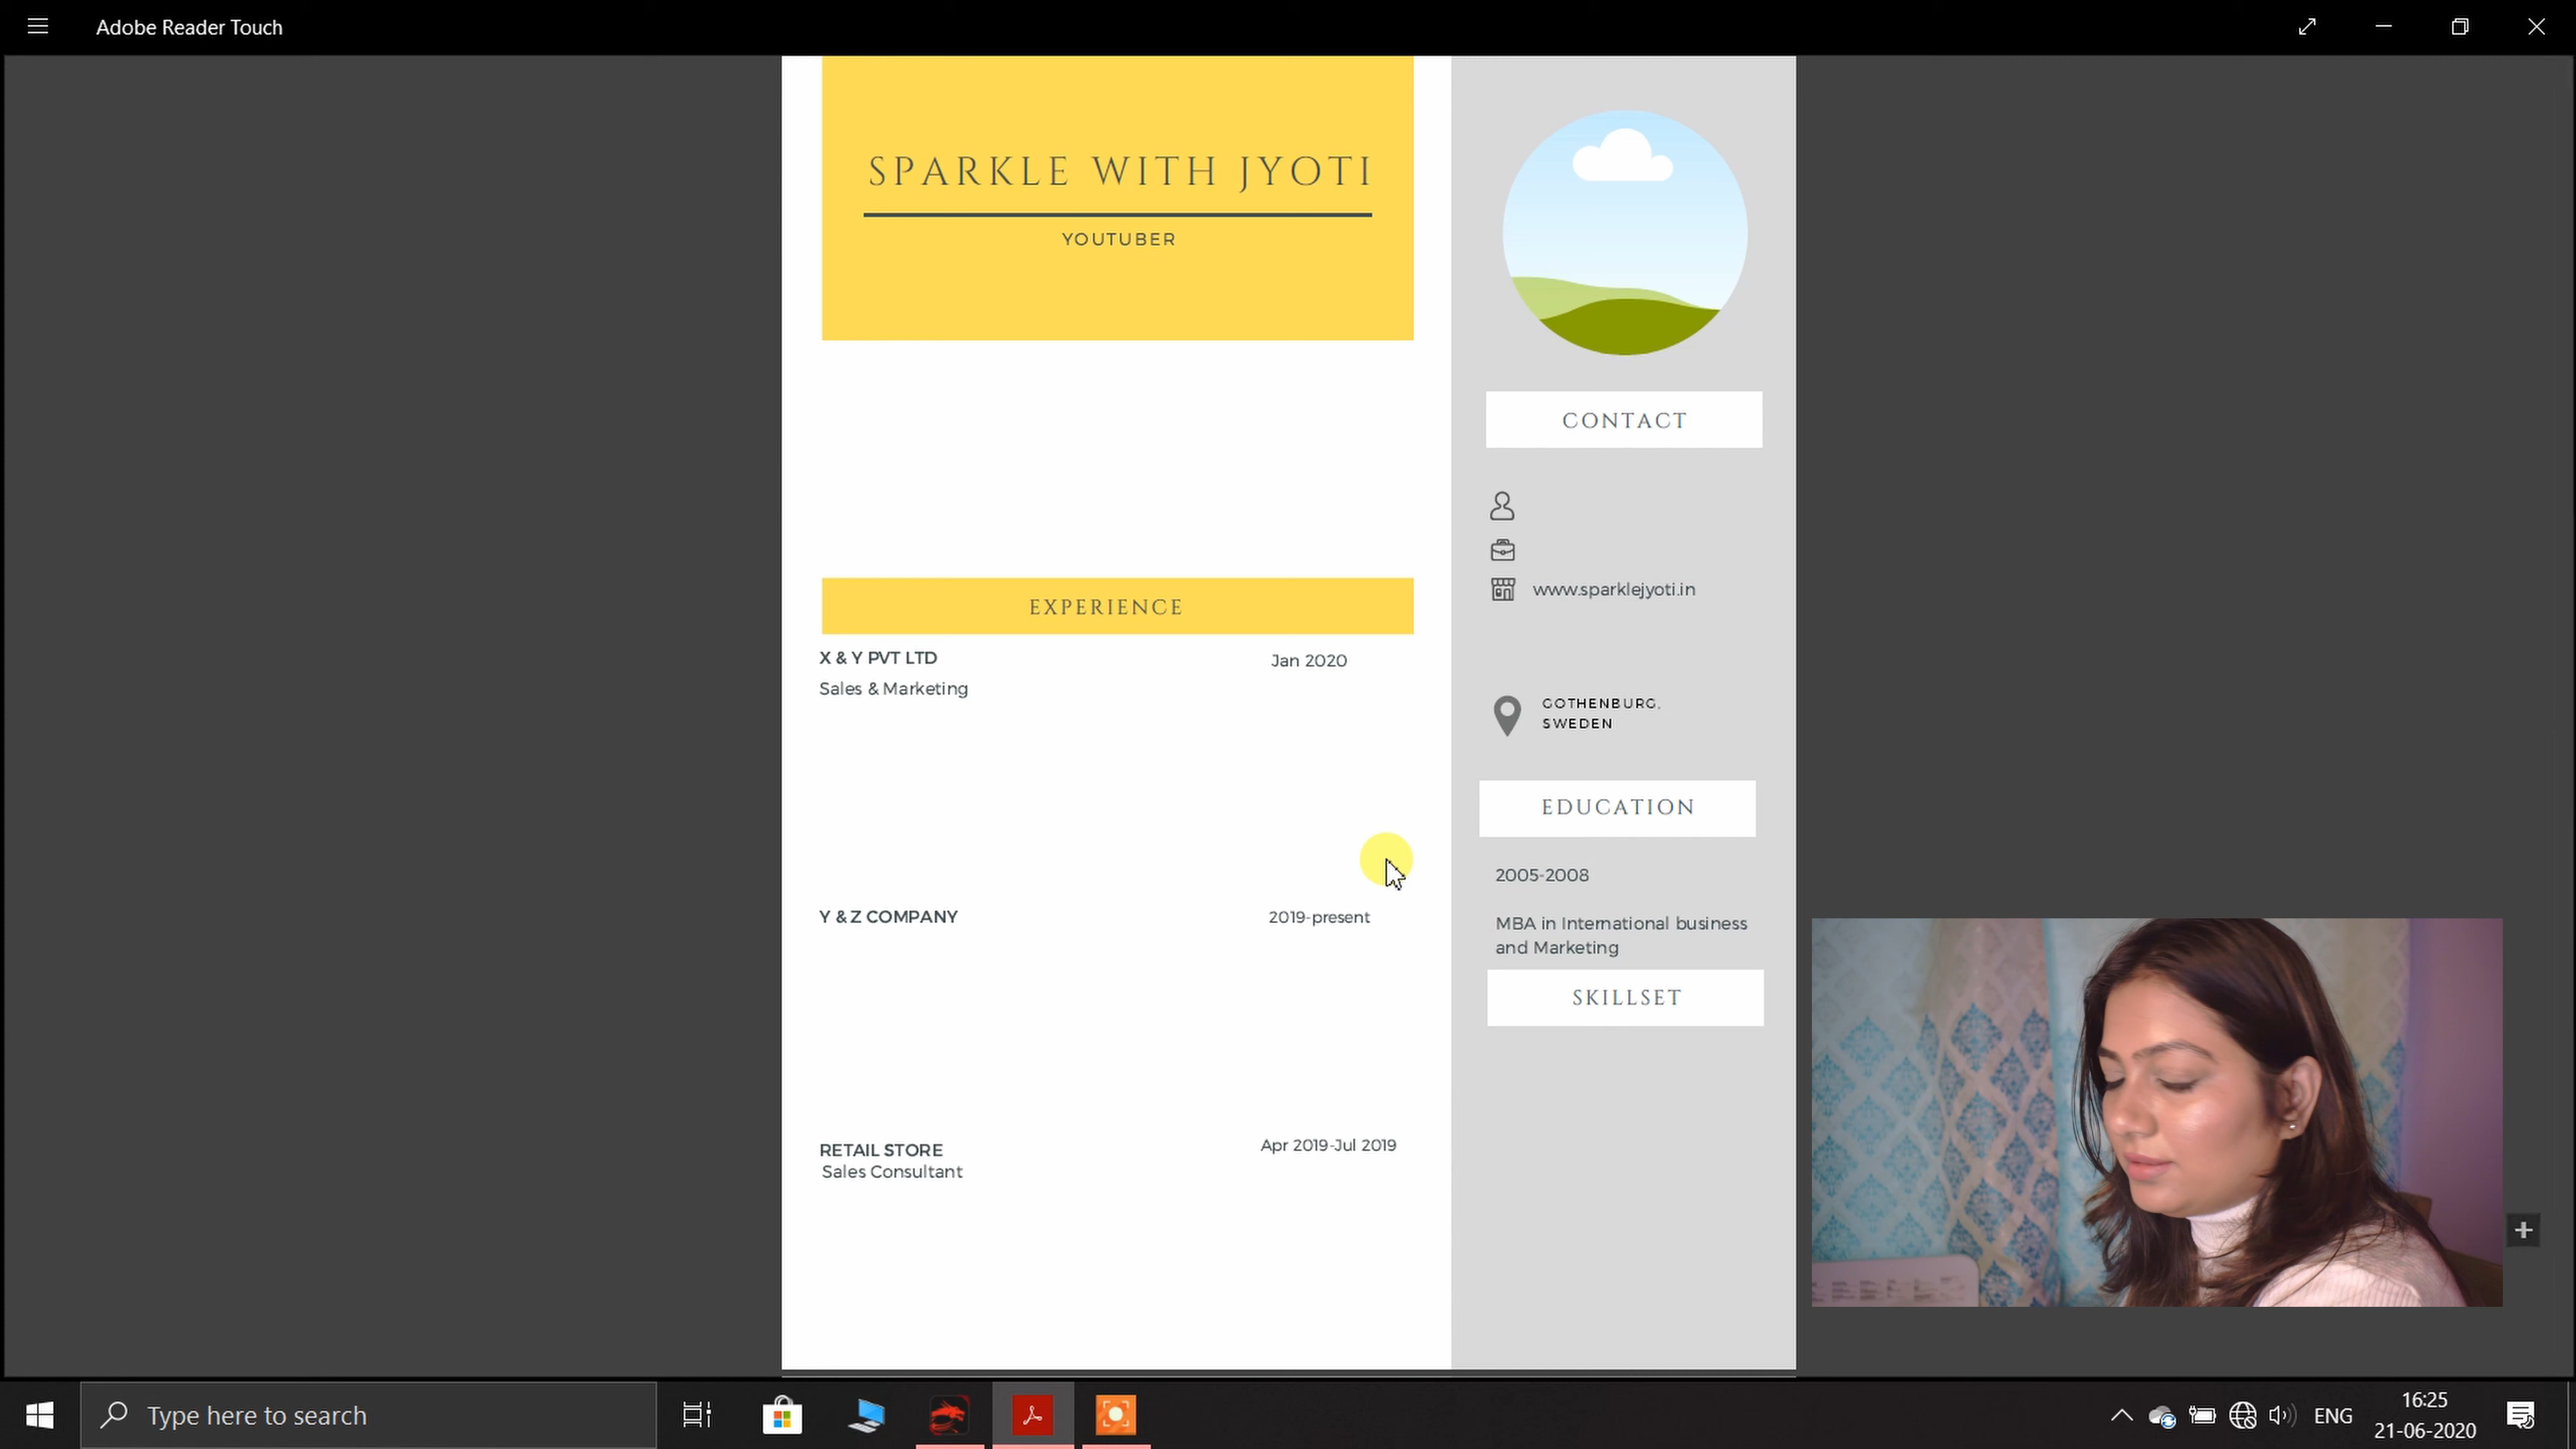 Adobe Reader Touch
SPARKLE WITH JYOTI
YOUTUBER
EXPERIENCE
X & Y PVT LTD
Jan 2020
Sales & Marketing
Y & Z COMPANY
2019-present
RETAIL STORE
Apr 2019-Jul 2019
Sales Consultant
CONTACT
www.sparklejyoti.in
GOTHENBURG,
SWEDEN
EDUCATION
2005-2008
MBA in International business
and Marketing
SKILLSET
Type here to search
ENG
16:25
21-06-2020